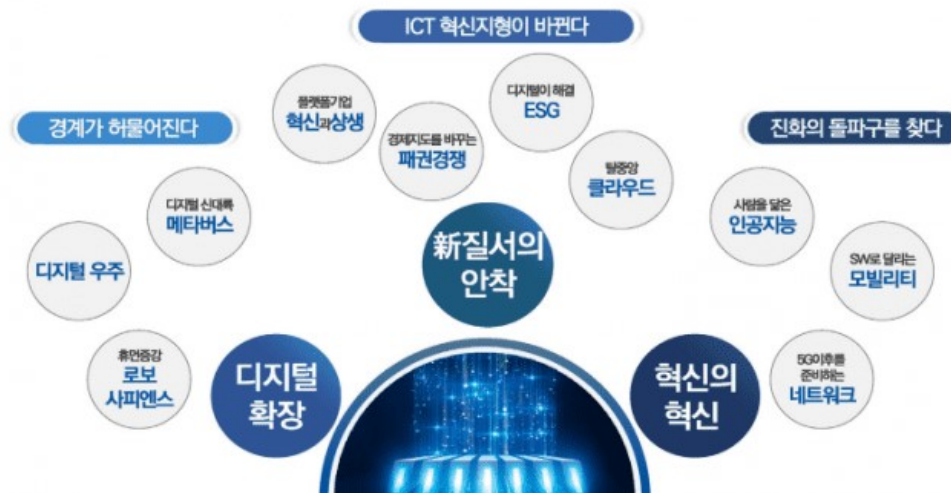 ICT 혁신지형이 바뀐다
경계가 허물어진다
진화의 돌파구를 찾다
플랫폼기업
혁신과상생
경제지도를 바꾸는
패권경쟁
디지털이 해결
ESG
탈중앙
클라우드
디지털 신대륙
메타버스
디지털 우주
휴먼증강
로보
사피엔스
디지털
확장
新질서의
안착
혁신의
혁신
사람을 닮은
인공지능
SW로 달리는
모빌리티
5G이후를
준비하는
네트워크